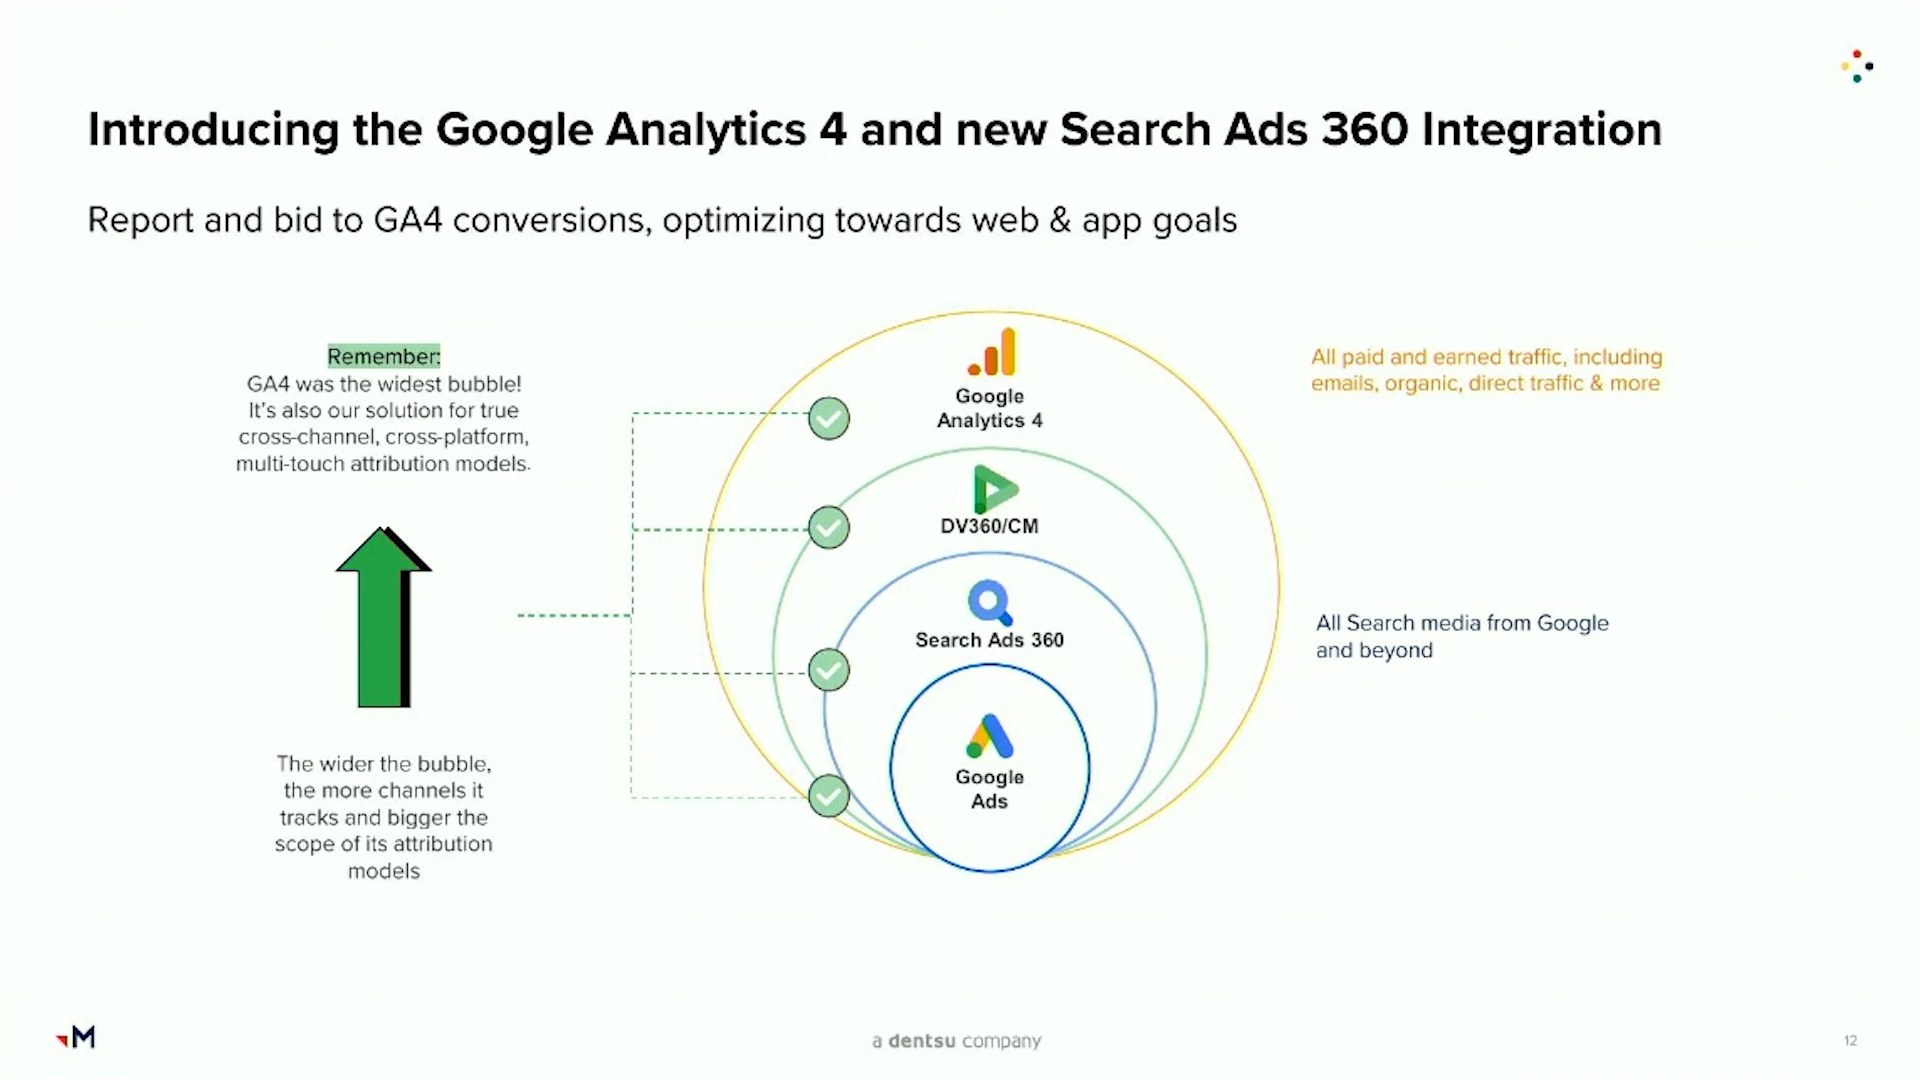 Introducing the Google Analytics 4 and new Search Ads 360 Integration
Report and bid to GA4 conversions, optimizing towards web & app goals
Remember:
GA4 was the widest bubble!
It's also our solution for true
cross-channel, cross-platform,
multi-touch attribution models.
The wider the bubble,
the more channels it
tracks and bigger the
scope of its attribution
models
Google
Analytics 4
DV360/CM
Search Ads 360
Google
Ads
All paid and earned traffic, including
emails, organic, direct traffic & more
All Search media from Google
and beyond
M
a dentsu company
12